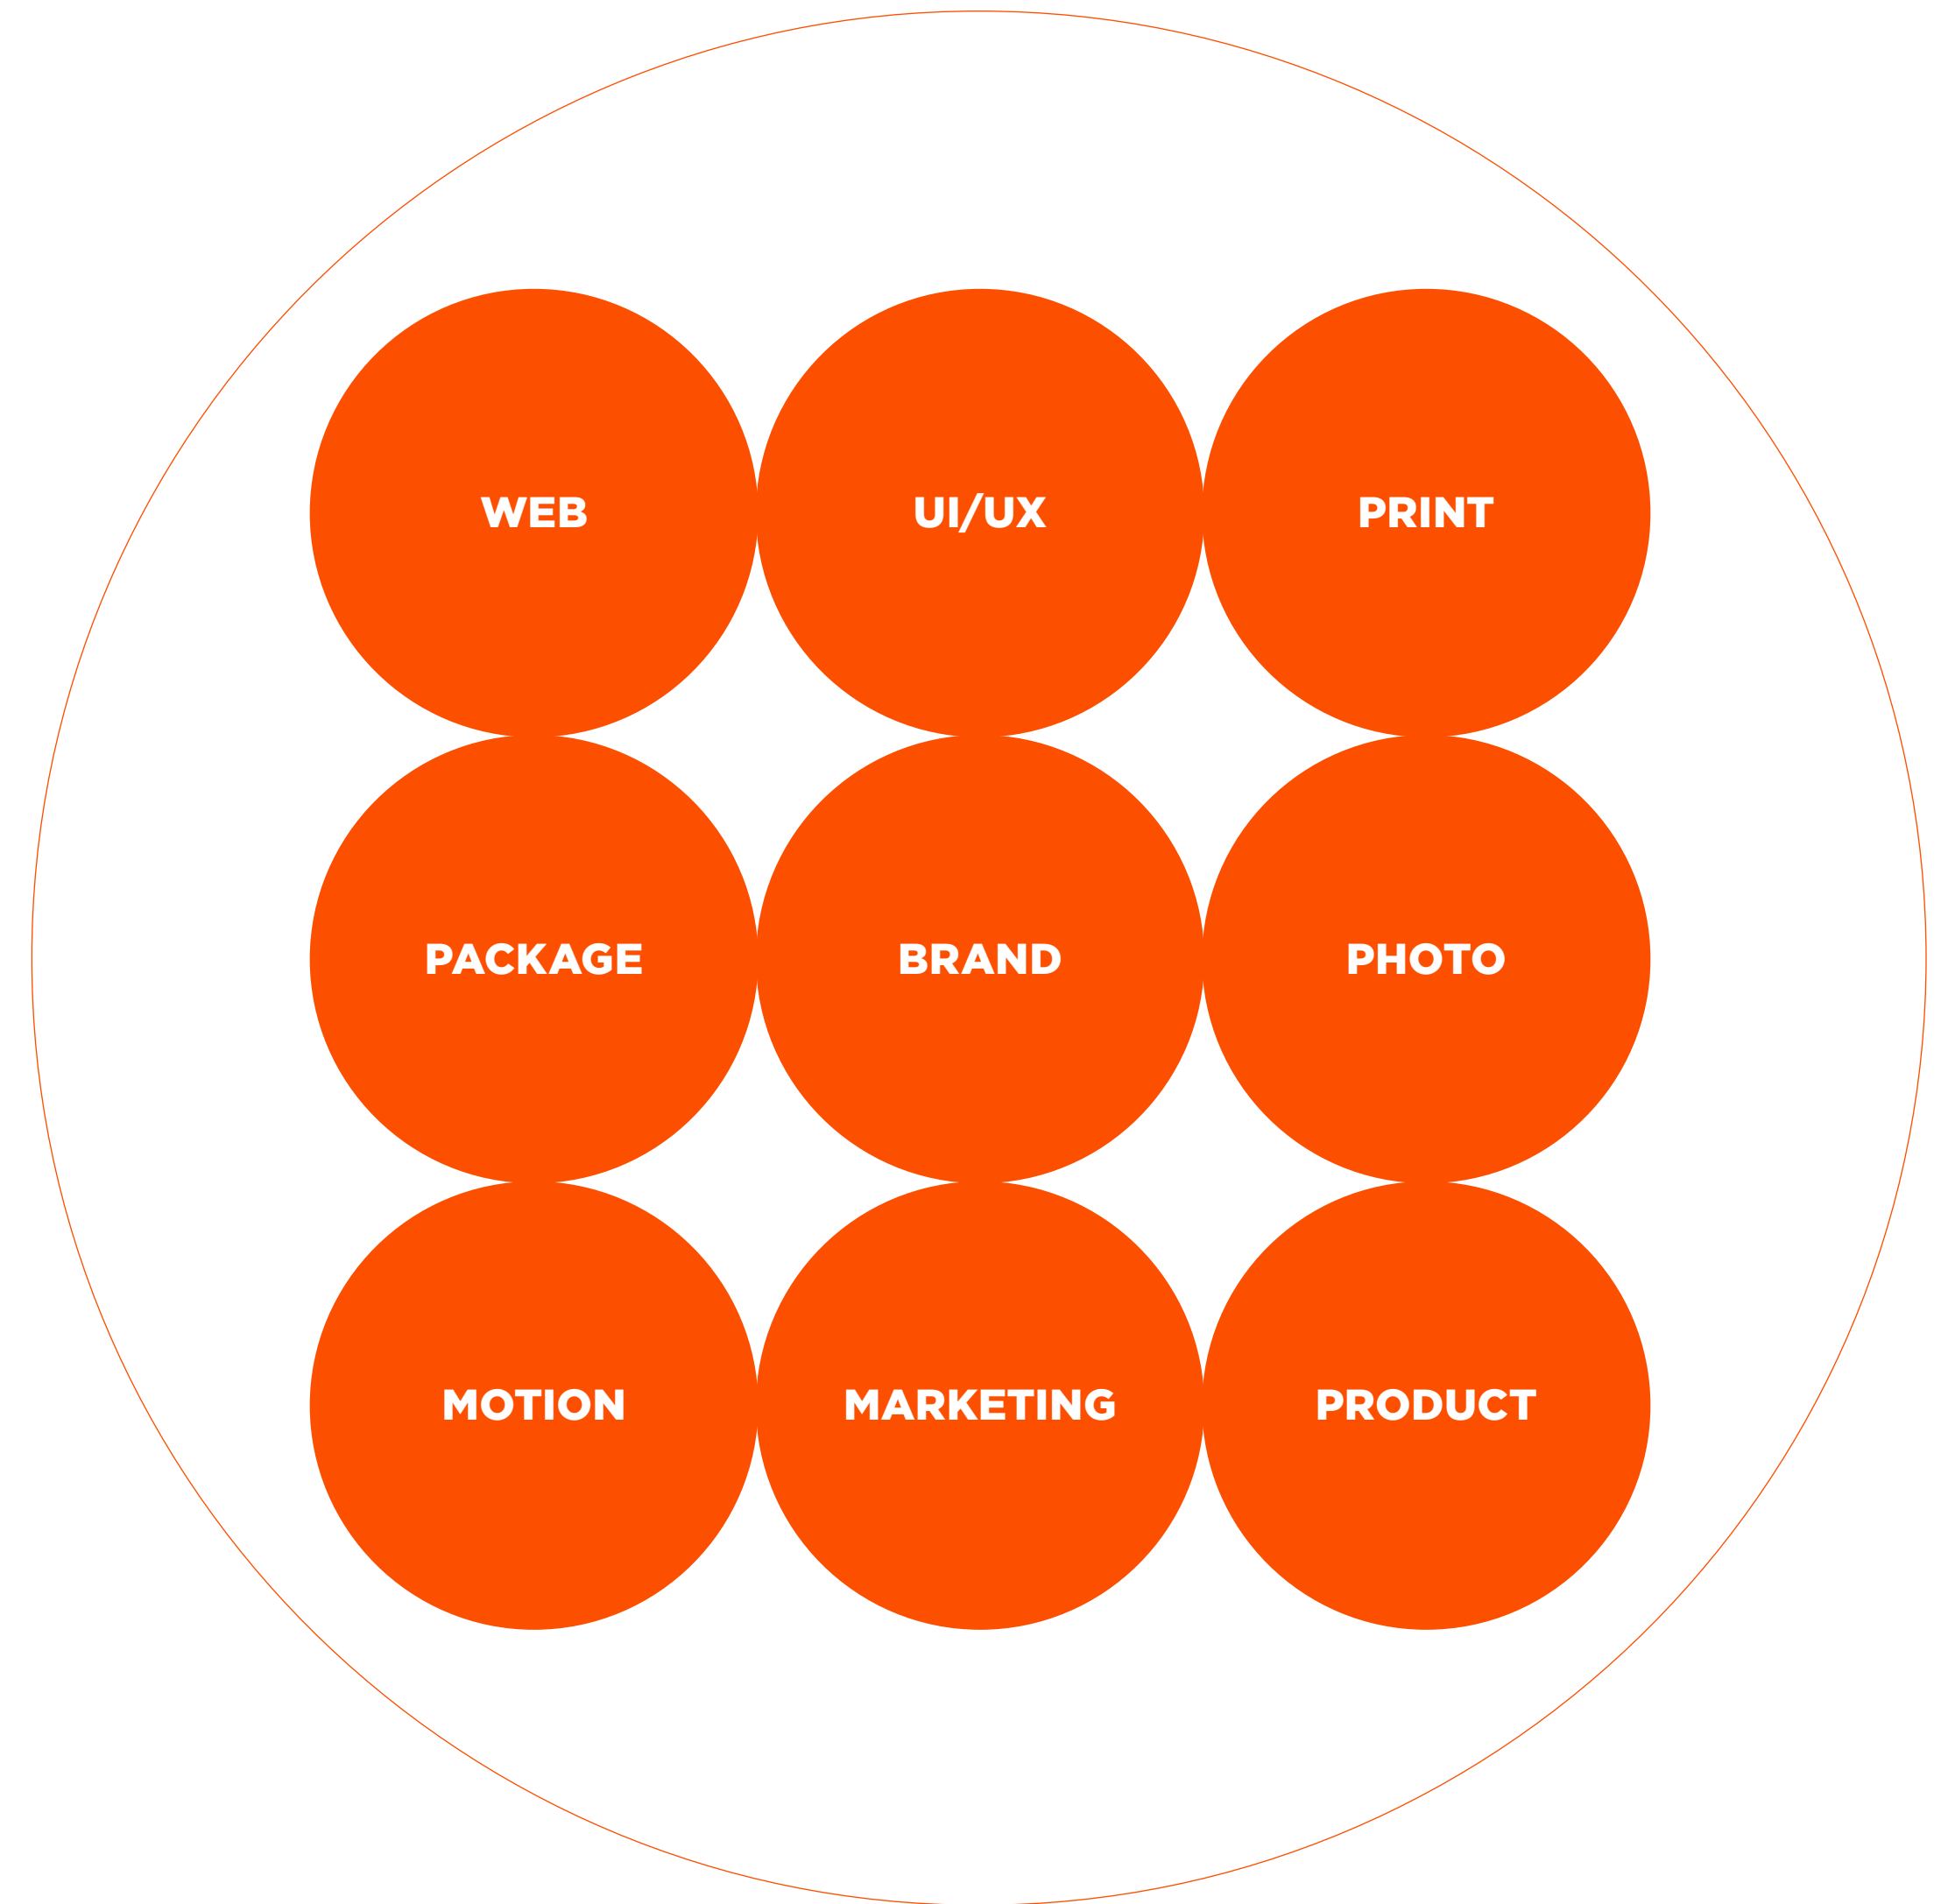 WEB
UI/UX
PRINT
PACKAGE
BRAND
PHOTO
MOTION
MARKETING
PRODUCT